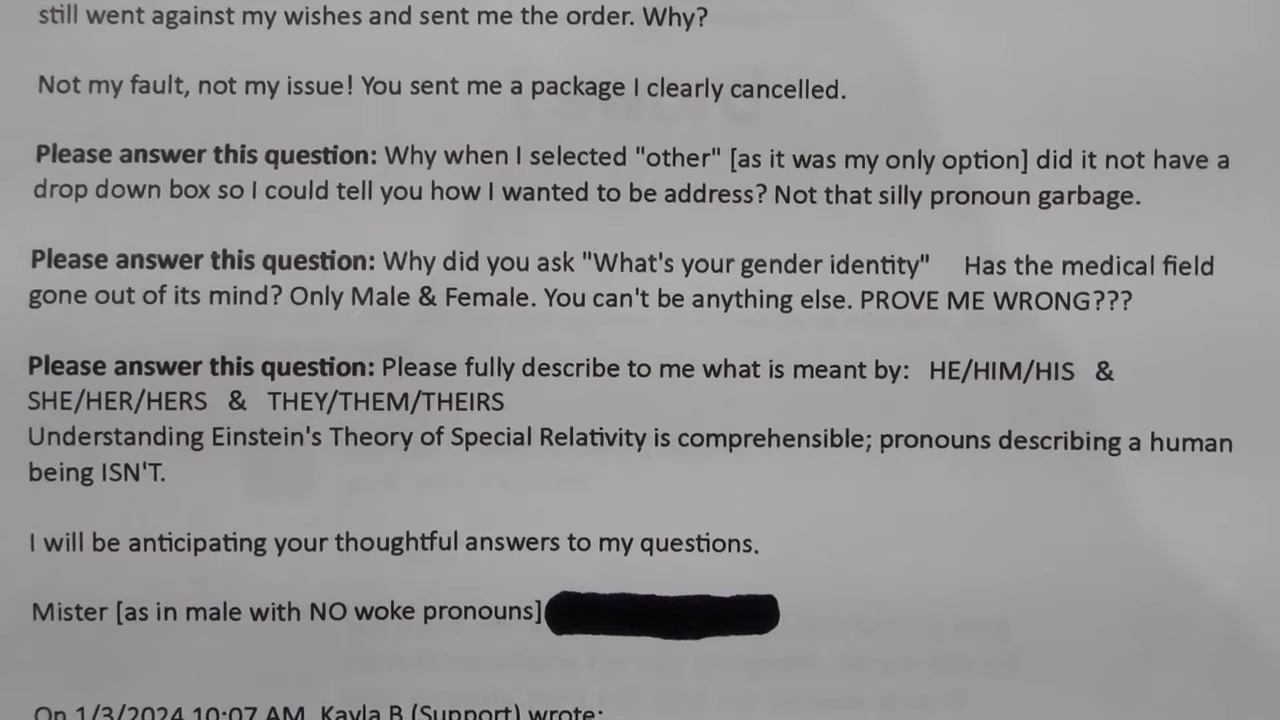 still went against my wishes and sent me the order. Why?
Not my fault, not my issue! You sent me a package I clearly cancelled.
Please answer this question: Why when I selected "other" [as it was my only option] did it not have a
drop down box so I could tell you how I wanted to be address? Not that silly pronoun garbage.
Please answer this question: Why did you ask "What's your gender identity" Has the medical field
gone out of its mind? Only Male & Female. You can't be anything else. PROVE ME WRONG???
Please answer this question: Please fully describe to me what is meant by: HE/HIM/HIS &
SHE/HER/HERS & THEY/THEM/THEIRS
Understanding Einstein's Theory of Special Relativity is comprehensible; pronouns describing a human
being ISN'T.
I will be anticipating your thoughtful answers to my questions.
Mister [as in male with NO woke pronouns]
On 1/3/2024 10:07 AM, Kayla B (Support) wrote: